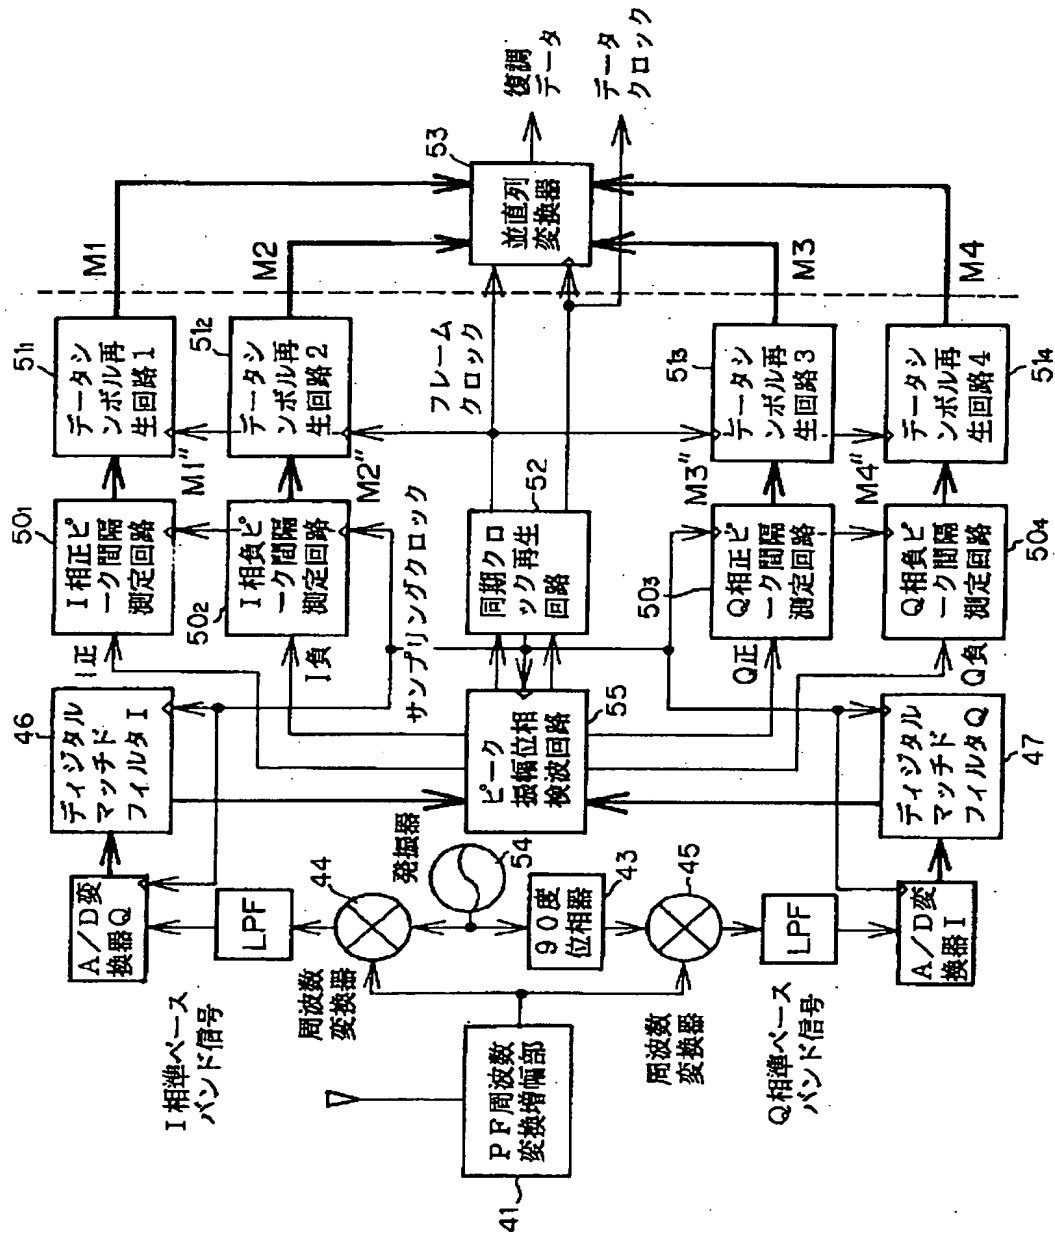 41
PF周波数
変換増幅部
I相準ベース
バンド信号
周波数
変換器
44
LPF
A/D変
換器Q
発振器
54
90度
位相器
43
周波数
変換器
45
LPF
Q相準ベース
バンド信号
A/D変
換器I
46
ディジタル
マッチド
フィルタI
ピーク
振幅位相
検波回路
55
ディジタル
マッチド
フィルタQ
47
I正
I負
サンプリングクロック
Q正
Q負
501
I相正ピ
ーク間隔
測定回路
502
I相負ピ
ーク間隔
測定回路
同期クロ
ック再生
回路
52
503
Q相正ピ
ーク間隔
測定回路
Q相負ピ
ーク間隔
測定回路
504
M1"
M2"
M3"
M4"
511
データシ
ンボル再
生回路1
512
データシ
ンボル再
生回路2
フレーム
クロック
513
データシ
ンボル再
生回路3
データシ
ンボル再
生回路4
514
M1
M2
M3
M4
53
並直列
変換器
復調
データ
データ
クロック